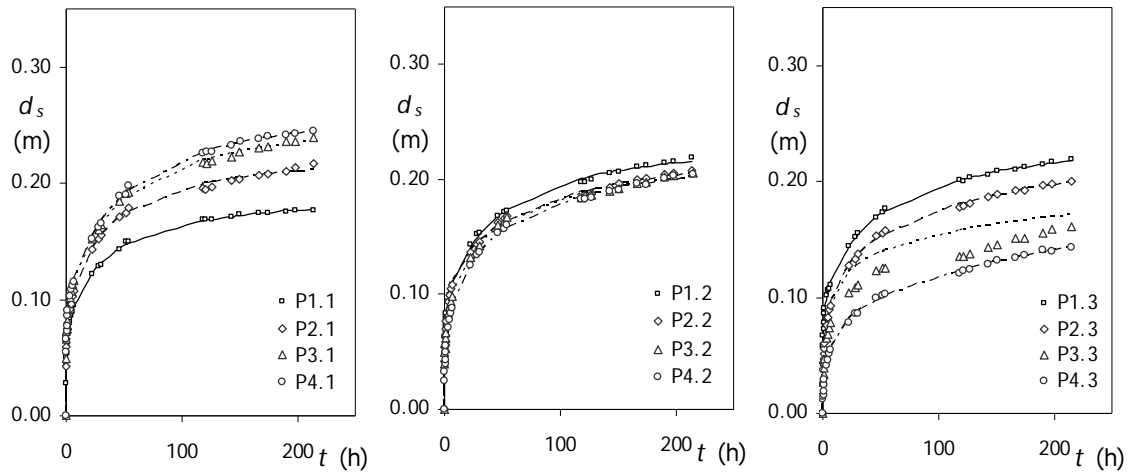 0.30
d s
(m)
0.20
0.10
0.00
P1.1
P2.1
P3.1
P4.1
0
100
200
t (h)
0.30
d s
(m)
0.20
0.10
0.00
P1.2
P2.2
P3.2
P4.2
0
100
200
t (h)
0.30
d s
(m)
0.20
0.10
0.00
P1.3
P2.3
P3.3
P4.3
0
100
200
t (h)